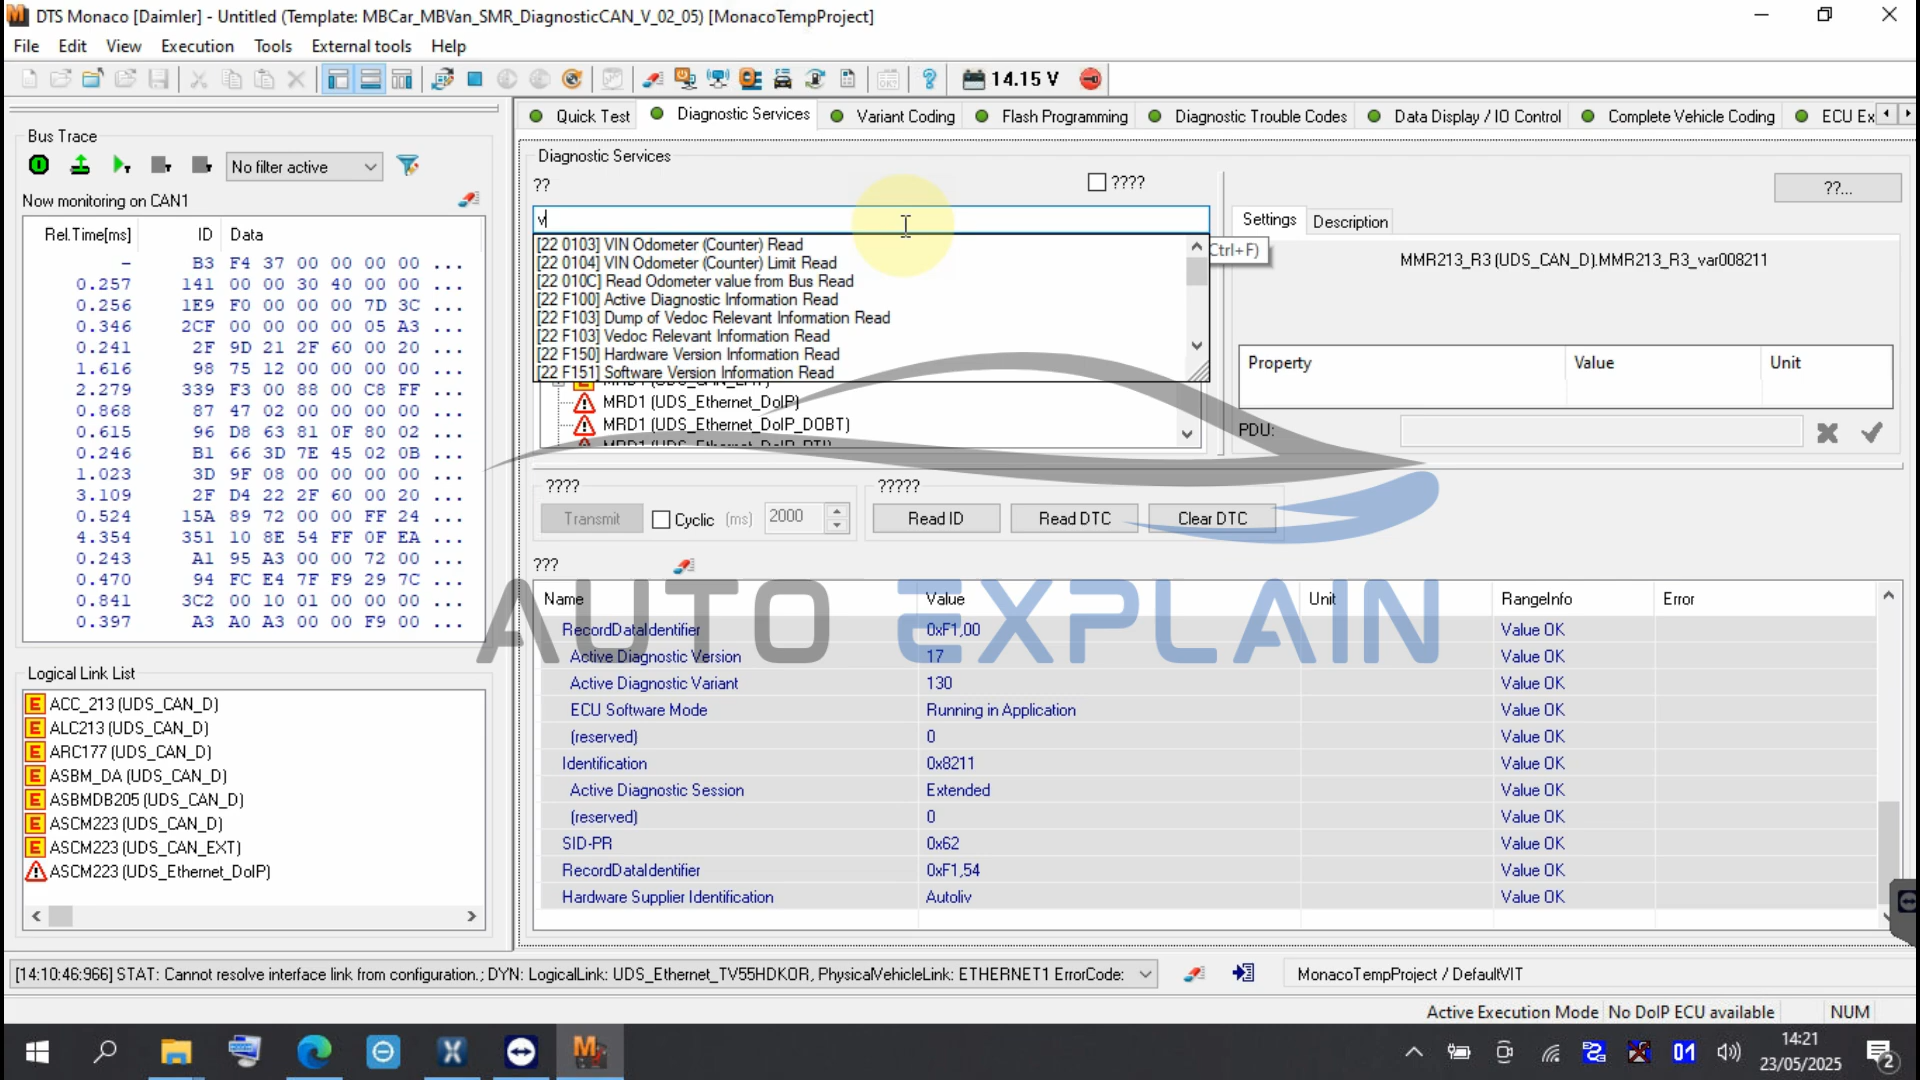 DTS Monaco [Daimler] - Untitled (Template: MBCar_MBVan_SMR_DiagnosticCAN_V_02_05) [MonacoTempProject]
File Edit View Execution Tools External tools Help
14.15 V
Bus Trace
No filter active
Now monitoring on CAN1
Rel.Time[ms] ID Data
- B3 F4 37 00 00 00 00 ...
0.257 141 00 00 30 40 00 00 ...
0.256 1E9 F0 00 00 00 7D 3C ...
0.346 2CF 00 00 00 00 05 A3 ...
0.241 2F 9D 21 2F 60 00 20 ...
1.616 98 75 12 00 00 00 00 ...
2.279 339 F3 00 88 00 C8 FF ...
0.868 87 47 02 00 00 00 00 ...
0.615 96 D8 63 81 0F 80 02 ...
0.246 B1 66 3D 7E 45 02 0B ...
1.023 3D 9F 08 00 00 00 00 ...
3.109 2F D4 22 2F 60 00 20 ...
0.524 15A 89 72 00 00 FF 24 ...
4.354 351 10 8E 54 FF 0F EA ...
0.243 A1 95 A3 00 00 72 00 ...
0.470 94 FC E4 7F F9 29 7C ...
0.841 3C2 00 10 01 00 00 00 ...
0.397 A3 A0 A3 00 00 F9 00 ...
Logical Link List
ACC_213 (UDS_CAN_D)
ALC213 (UDS_CAN_D)
ARC177 (UDS_CAN_D)
ASBM_DA (UDS_CAN_D)
ASBMDB205 (UDS_CAN_D)
ASCM223 (UDS_CAN_D)
ASCM223 (UDS_CAN_EXT)
ASCM223 (UDS_Ethernet_DoIP)
Quick Test Diagnostic Services Variant Coding Flash Programming Diagnostic Trouble Codes Data Display / IO Control Complete Vehicle Coding ECU Ex
Diagnostic Services
?? ????
v
[22 0103] VIN Odometer (Counter) Read
[22 0104] VIN Odometer (Counter) Limit Read
[22 010C] Read Odometer value from Bus Read
[22 F100] Active Diagnostic Information Read
[22 F103] Dump of Vedoc Relevant Information Read
[22 F103] Vedoc Relevant Information Read
[22 F150] Hardware Version Information Read
[22 F151] Software Version Information Read
Ctrl+F)
MRD1 (UDS_CAN_EXT)
MRD1 (UDS_Ethernet_DoIP)
MRD1 (UDS_Ethernet_DoIP_DOBT)
??...
Settings Description
MMR213_R3 (UDS_CAN_D).MMR213_R3_var008211
Property Value Unit
PDU:
???? ?????
Transmit Cyclic (ms) 2000 Read ID Read DTC Clear DTC
???
AUTO EXPLAIN
Name Value Unit RangeInfo Error
RecordDataIdentifier 0xF1,00 Value OK
Active Diagnostic Version 17 Value OK
Active Diagnostic Variant 130 Value OK
ECU Software Mode Running in Application Value OK
(reserved) 0 Value OK
Identification 0x8211 Value OK
Active Diagnostic Session Extended Value OK
(reserved) 0 Value OK
SID-PR 0x62 Value OK
RecordDataIdentifier 0xF1,54 Value OK
Hardware Supplier Identification Autoliv Value OK
[14:10:46:966] STAT: Cannot resolve interface link from configuration.; DYN: LogicalLink: UDS_Ethernet_TV55HDKOR, PhysicalVehicleLink: ETHERNET1 ErrorCode:
MonacoTempProject / DefaultVIT
Active Execution Mode No DoIP ECU available NUM
01
14:21
23/05/2025
2